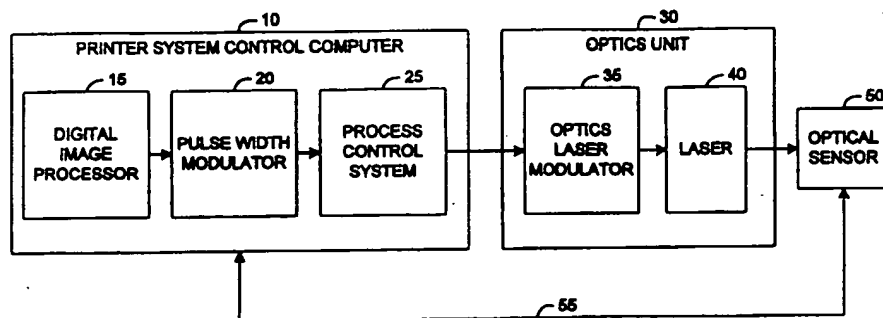 10
30
PRINTER SYSTEM CONTROL COMPUTER
OPTICS UNIT
15
20
25
35
40
50
DIGITAL
IMAGE
PROCESSOR
PULSE WIDTH
MODULATOR
PROCESS
CONTROL
SYSTEM
OPTICS
LASER
MODULATOR
LASER
OPTICAL
SENSOR
55